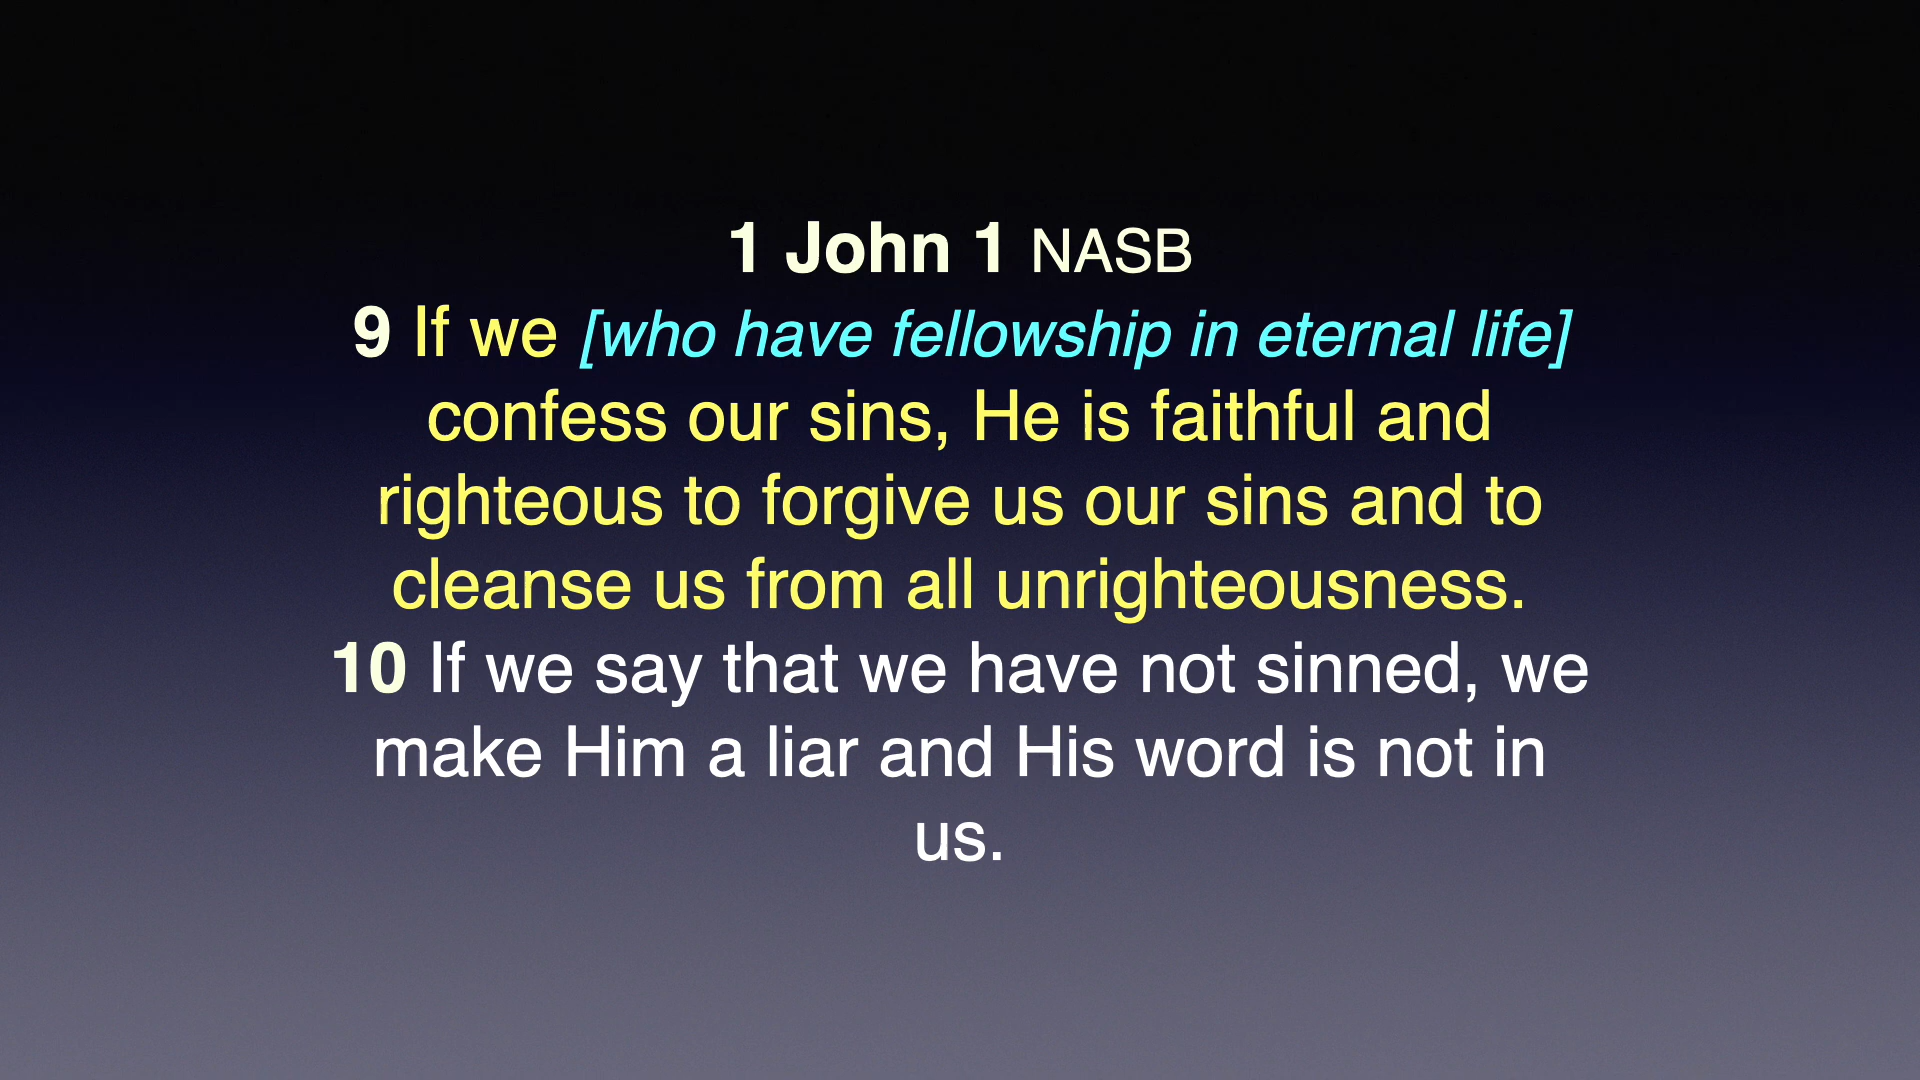 1 John 1 NASB
9 If we [who have fellowship in eternal life]
confess our sins, He is faithful and
righteous to forgive us our sins and to
cleanse us from all unrighteousness.
10 If we say that we have not sinned, we
make Him a liar and His word is not in
us.